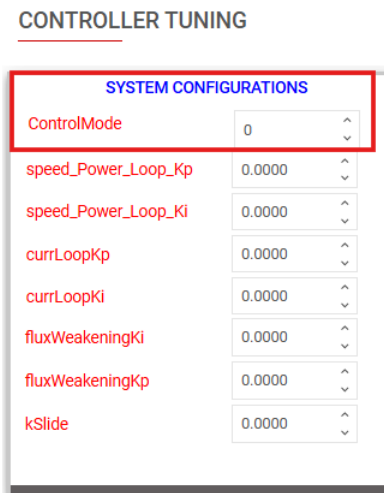 CONTROLLER TUNING
SYSTEM CONFIGURATIONS
ControlMode 0
speed_Power_Loop_Kp 0.0000
speed_Power_Loop_Ki 0.0000
currLoopKp 0.0000
currLoopKi 0.0000
fluxWeakeningKi 0.0000
fluxWeakeningKp 0.0000
kSlide 0.0000